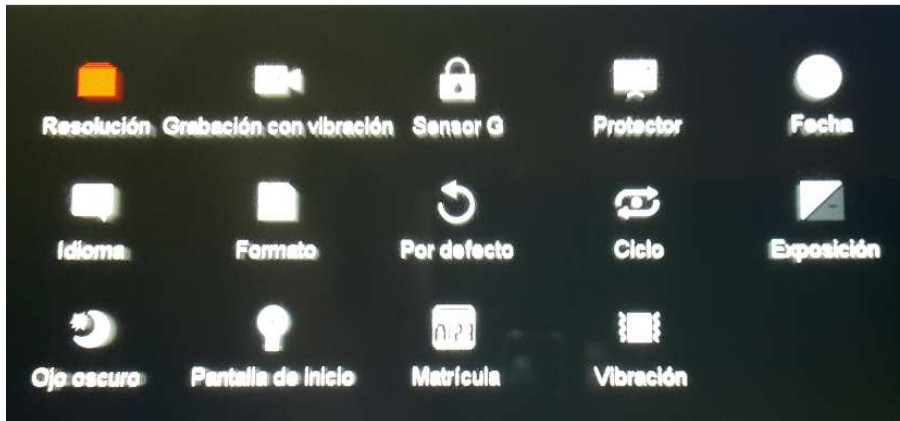 Resolución Grabación con vibración Sensor G Protector Fecha
Idioma Formato Por defecto Ciclo Exposición
Ojo oscuro Pantalla de inicio Matrícula Vibración